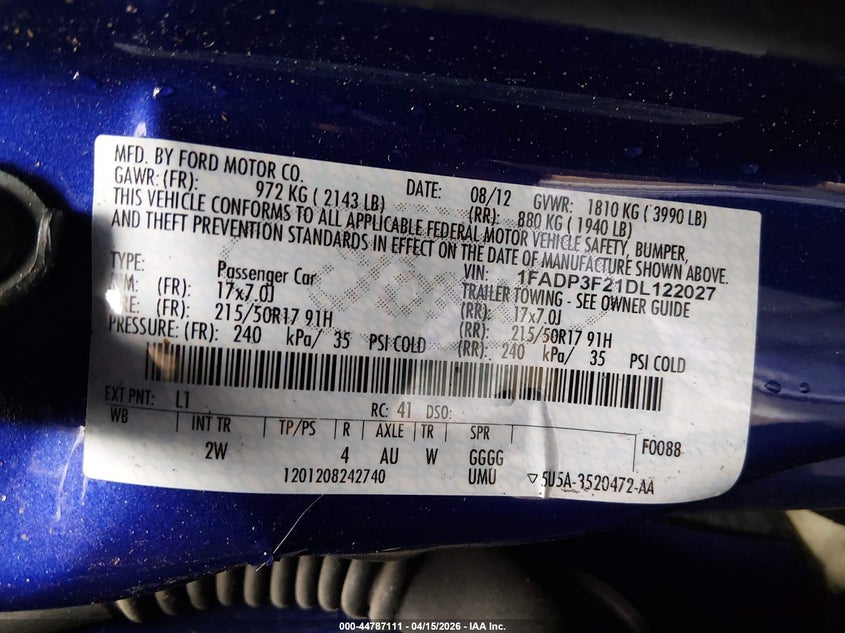 MFD. BY FORD MOTOR CO.
DATE: 08/12 GVWR: 1810 KG ( 3990 LB)
GAWR: (FR): 972 KG ( 2143 LB) (RR): 880 KG ( 1940 LB)
THIS VEHICLE CONFORMS TO ALL APPLICABLE FEDERAL MOTOR VEHICLE SAFETY, BUMPER,
AND THEFT PREVENTION STANDARDS IN EFFECT ON THE DATE OF MANUFACTURE SHOWN ABOVE.
VIN: 1FADP3F21DL122027
TYPE: Passenger Car TRAILER TOWING - SEE OWNER GUIDE
(FR): 17x7.0J (RR): 17x7.0J
(FR): 215/50R17 91H (RR): 215/50R17 91H
PRESSURE: (FR): 240 kPa/ 35 PSI COLD (RR): 240 kPa/ 35 PSI COLD
EXT PNT: L1 RC: 41 DSO:
WB INT TR TP/PS R AXLE TR SPR F0088
2W 4 AU W GGGG
1201208242740 UMU ▽5U5A-3520472-AA
000-44787111 - 04/15/2026 - IAA Inc.